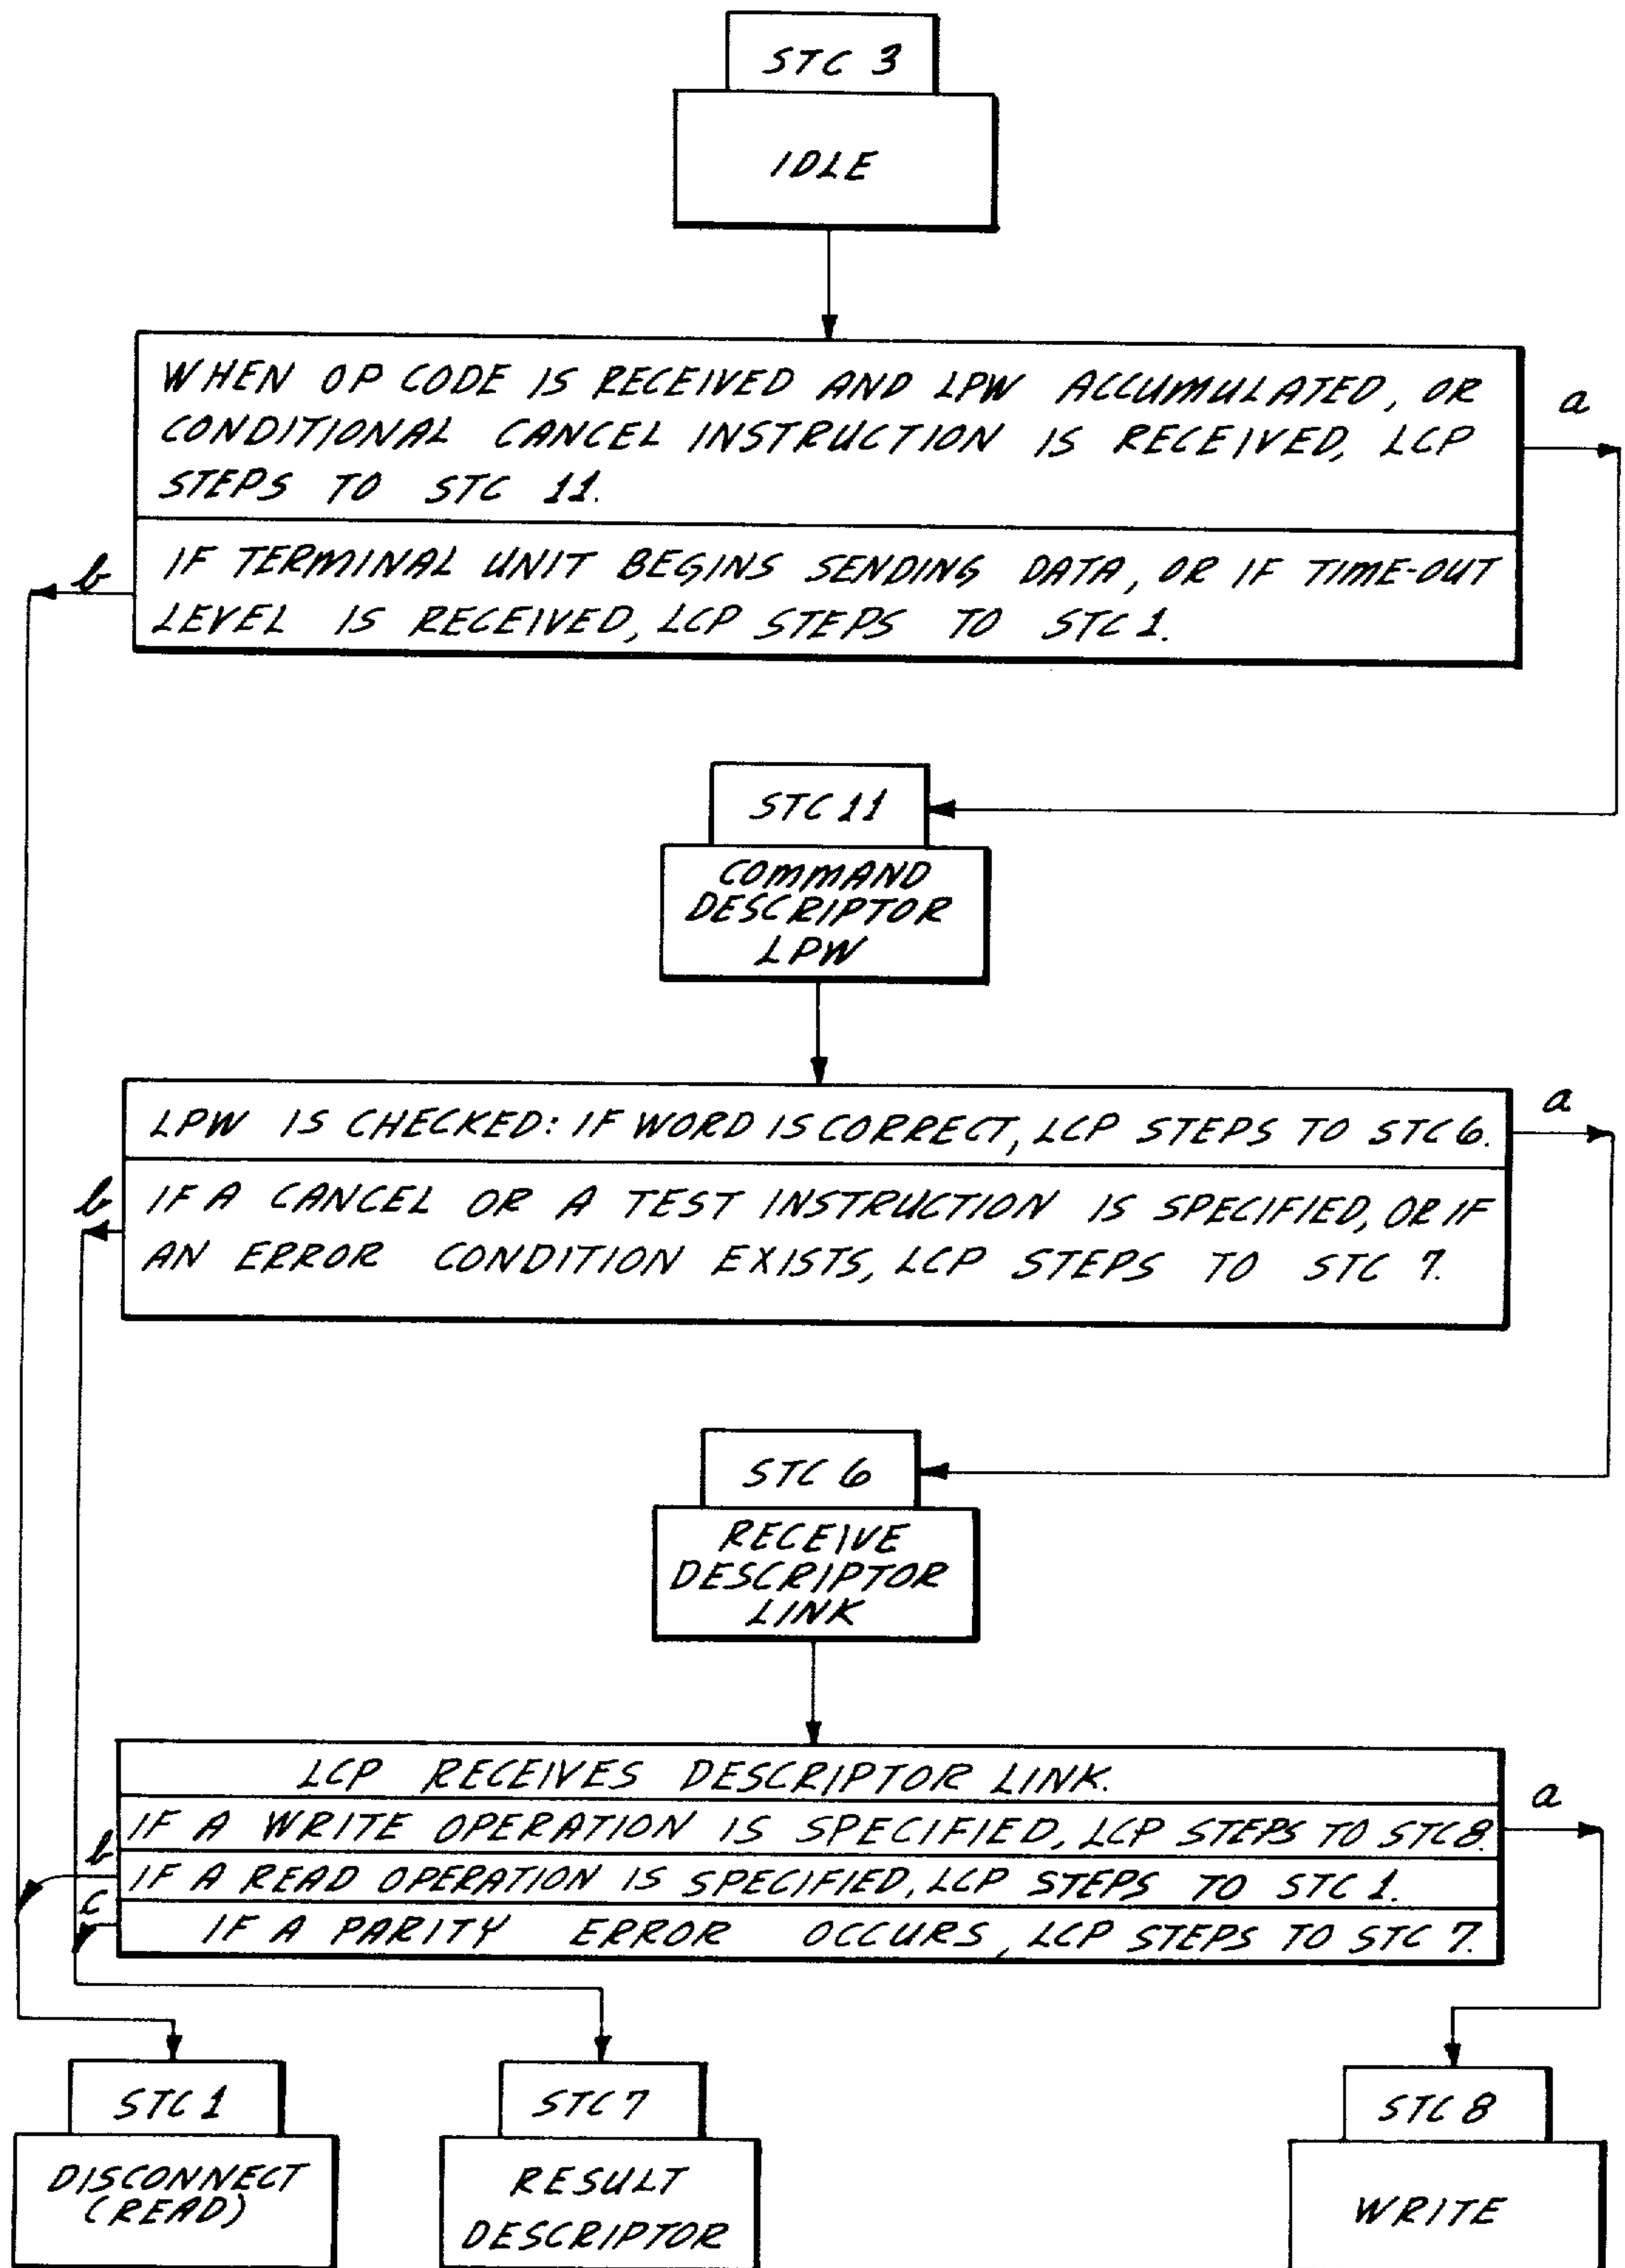 STC 3
IDLE
WHEN OP CODE IS RECEIVED AND LPW ACCUMULATED, OR
CONDITIONAL CANCEL INSTRUCTION IS RECEIVED, LCP
STEPS TO STC 11.
a
IF TERMINAL UNIT BEGINS SENDING DATA, OR IF TIME-OUT
LEVEL IS RECEIVED, LCP STEPS TO STC 1.
b
STC 11
COMMAND
DESCRIPTOR
LPW
LPW IS CHECKED: IF WORD IS CORRECT, LCP STEPS TO STC 6.
a
IF A CANCEL OR A TEST INSTRUCTION IS SPECIFIED, OR IF
AN ERROR CONDITION EXISTS, LCP STEPS TO STC 7.
b
STC 6
RECEIVE
DESCRIPTOR
LINK
LCP RECEIVES DESCRIPTOR LINK.
IF A WRITE OPERATION IS SPECIFIED, LCP STEPS TO STC 8.
a
b
IF A READ OPERATION IS SPECIFIED, LCP STEPS TO STC 1.
c
IF A PARITY ERROR OCCURS, LCP STEPS TO STC 7.
STC 1
DISCONNECT
(READ)
STC 7
RESULT
DESCRIPTOR
STC 8
WRITE